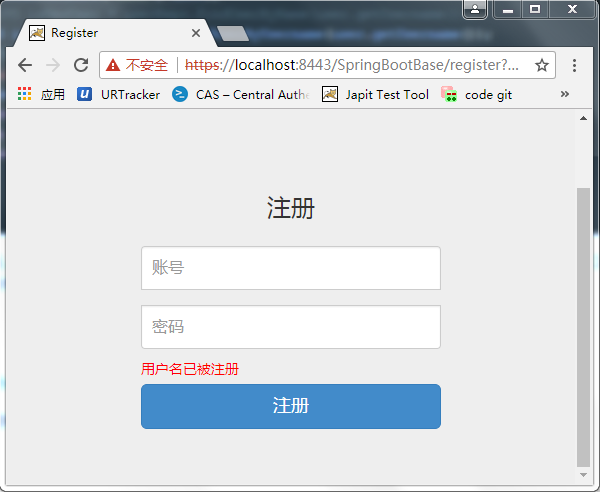 Register
不安全 https://localhost:8443/SpringBootBase/register?...
应用 URTracker CAS – Central Authe Japit Test Tool code git »
注册
账号
密码
用户名已被注册
注册